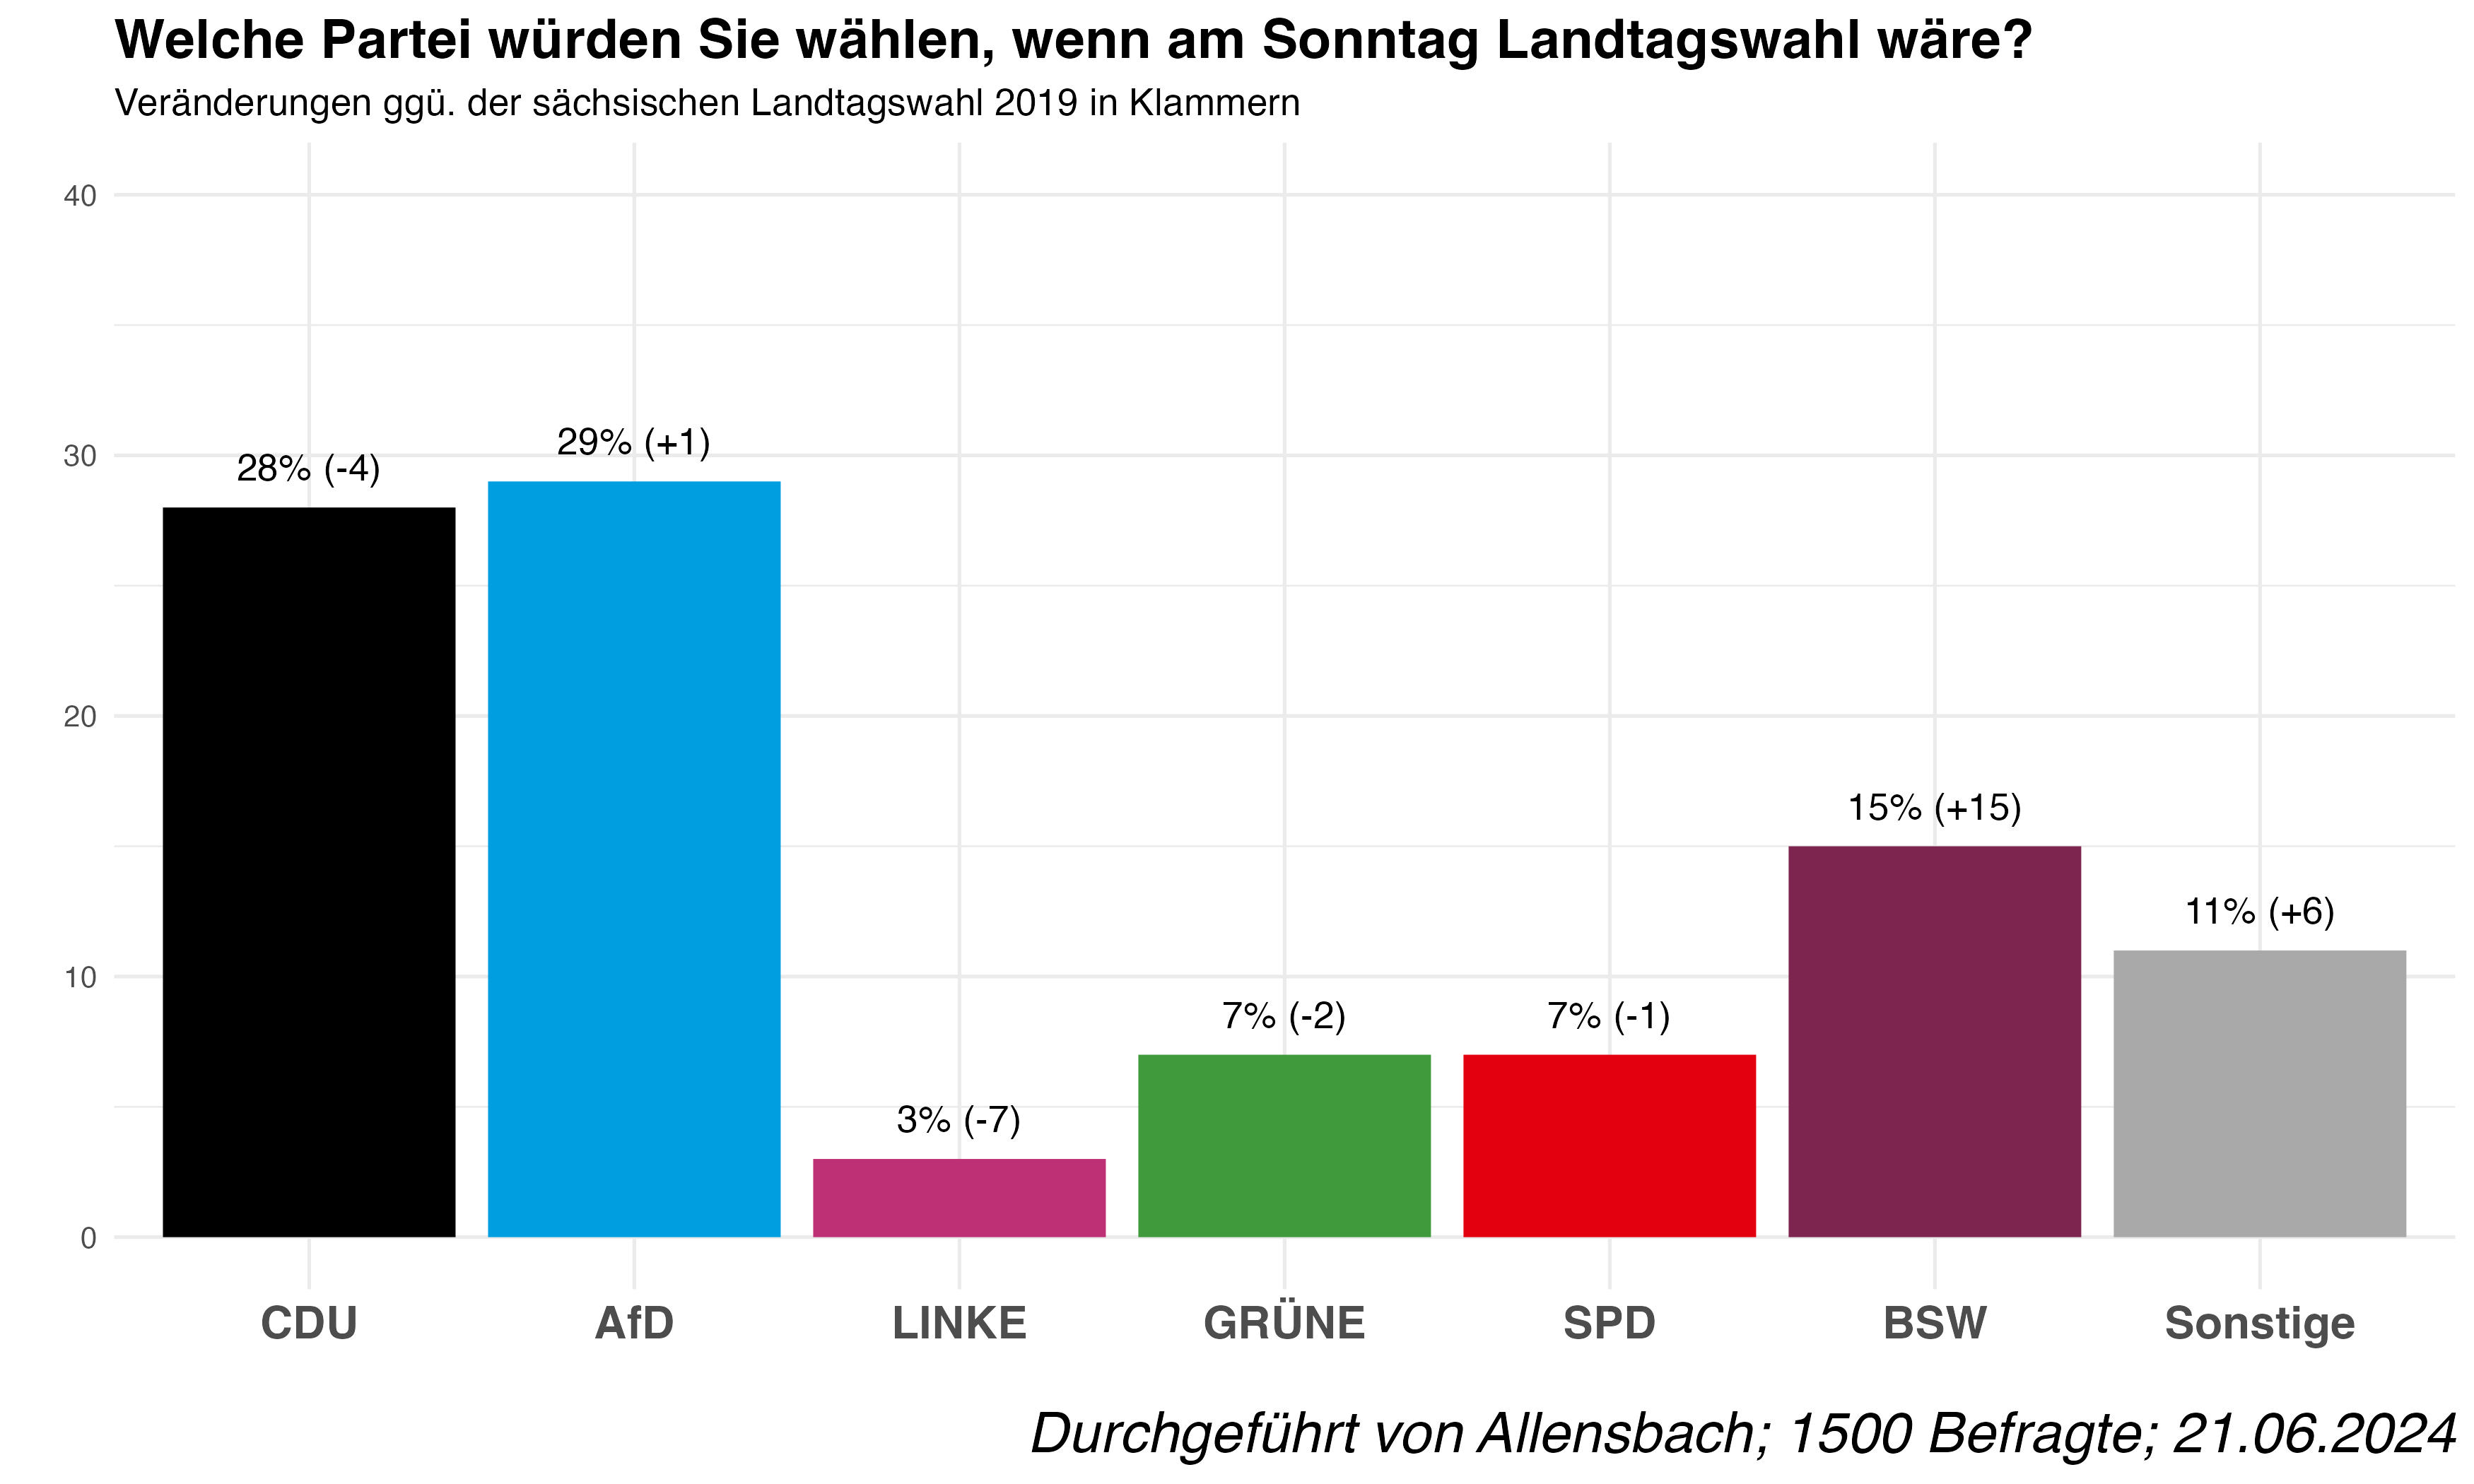 Welche Partei würden Sie wählen, wenn am Sonntag Landtagswahl wäre?
Veränderungen ggü. der sächsischen Landtagswahl 2019 in Klammern
40
30
20
10
0
28% (-4)
29% (+1)
3% (-7)
7% (-2)
7% (-1)
15% (+15)
11% (+6)
CDU
AfD
LINKE
GRÜNE
SPD
BSW
Sonstige
Durchgeführt von Allensbach; 1500 Befragte; 21.06.2024